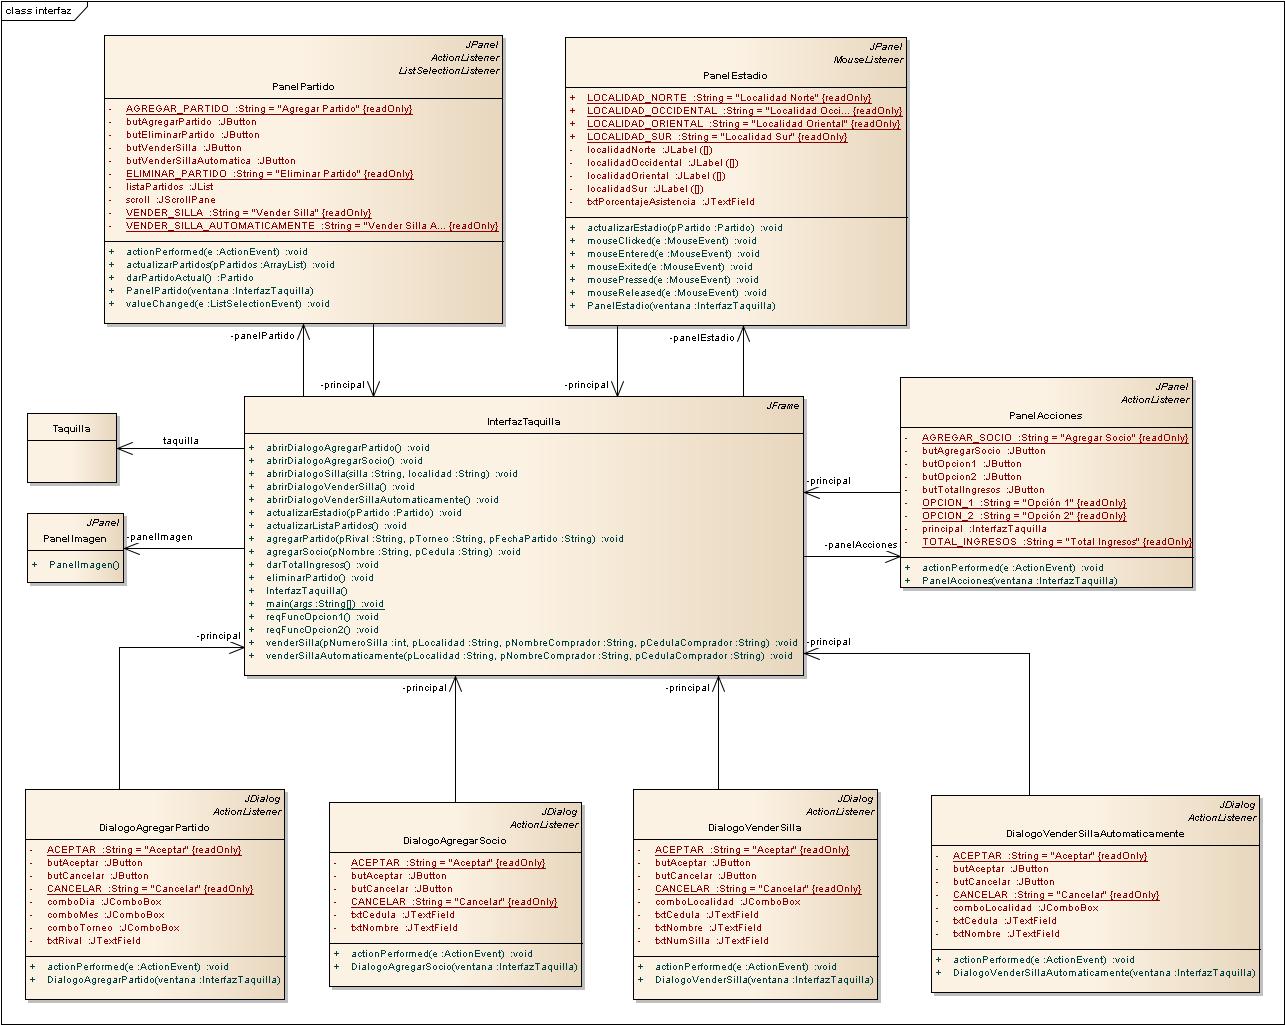 class interfaz
JPanel
ActionListener
ListSelectionListener
PanelPartido
- AGREGAR_PARTIDO :String = "Agregar Partido" {readOnly}
- butAgregarPartido :JButton
- butEliminarPartido :JButton
- butVenderSilla :JButton
- butVenderSillaAutomatica :JButton
- ELIMINAR_PARTIDO :String = "Eliminar Partido" {readOnly}
- listaPartidos :JList
- scroll :JScrollPane
- VENDER_SILLA :String = "Vender Silla" {readOnly}
- VENDER_SILLA_AUTOMATICAMENTE :String = "Vender Silla A... {readOnly}
+ actionPerformed(e :ActionEvent) :void
+ actualizarPartidos(pPartidos :ArrayList) :void
+ darPartidoActual() :Partido
+ PanelPartido(ventana :InterfazTaquilla)
+ valueChanged(e :ListSelectionEvent) :void
JPanel
MouseListener
PanelEstadio
+ LOCALIDAD_NORTE :String = "Localidad Norte" {readOnly}
+ LOCALIDAD_OCCIDENTAL :String = "Localidad Occi... {readOnly}
+ LOCALIDAD_ORIENTAL :String = "Localidad Oriental" {readOnly}
+ LOCALIDAD_SUR :String = "Localidad Sur" {readOnly}
- localidadNorte :JLabel ([])
- localidadOccidental :JLabel ([])
- localidadOriental :JLabel ([])
- localidadSur :JLabel ([])
- txtPorcentajeAsistencia :JTextField
+ actualizarEstadio(pPartido :Partido) :void
+ mouseClicked(e :MouseEvent) :void
+ mouseEntered(e :MouseEvent) :void
+ mouseExited(e :MouseEvent) :void
+ mousePressed(e :MouseEvent) :void
+ mouseReleased(e :MouseEvent) :void
+ PanelEstadio(ventana :InterfazTaquilla)
-panelPartido
-principal
-principal
-panelEstadio
Taquilla
taquilla
JPanel
PanelImagen
+ PanelImagen()
-panelImagen
JFrame
InterfazTaquilla
+ abrirDialogoAgregarPartido() :void
+ abrirDialogoAgregarSocio() :void
+ abrirDialogoSilla(silla :String, localidad :String) :void
+ abrirDialogoVenderSilla() :void
+ abrirDialogoVenderSillaAutomaticamente() :void
+ actualizarEstadio(pPartido :Partido) :void
+ actualizarListaPartidos() :void
+ agregarPartido(pRival :String, pTorneo :String, pFechaPartido :String) :void
+ agregarSocio(pNombre :String, pCedula :String) :void
+ darTotalIngresos() :void
+ eliminarPartido() :void
+ InterfazTaquilla()
+ main(args :String[]) :void
+ reqFuncOpcion1() :void
+ reqFuncOpcion2() :void
+ venderSilla(pNumeroSilla :int, pLocalidad :String, pNombreComprador :String, pCedulaComprador :String) :void
+ venderSillaAutomaticamente(pLocalidad :String, pNombreComprador :String, pCedulaComprador :String) :void
-principal
-panelAcciones
JPanel
ActionListener
PanelAcciones
- AGREGAR_SOCIO :String = "Agregar Socio" {readOnly}
- butAgregarSocio :JButton
- butOpcion1 :JButton
- butOpcion2 :JButton
- butTotalIngresos :JButton
- OPCION_1 :String = "Opción 1" {readOnly}
- OPCION_2 :String = "Opción 2" {readOnly}
- principal :InterfazTaquilla
- TOTAL_INGRESOS :String = "Total Ingresos" {readOnly}
+ actionPerformed(e :ActionEvent) :void
+ PanelAcciones(ventana :InterfazTaquilla)
-principal
-principal
-principal
-principal
JDialog
ActionListener
DialogoAgregarPartido
- ACEPTAR :String = "Aceptar" {readOnly}
- butAceptar :JButton
- butCancelar :JButton
- CANCELAR :String = "Cancelar" {readOnly}
- comboDia :JComboBox
- comboMes :JComboBox
- comboTorneo :JComboBox
- txtRival :JTextField
+ actionPerformed(e :ActionEvent) :void
+ DialogoAgregarPartido(ventana :InterfazTaquilla)
JDialog
ActionListener
DialogoAgregarSocio
- ACEPTAR :String = "Aceptar" {readOnly}
- butAceptar :JButton
- butCancelar :JButton
- CANCELAR :String = "Cancelar" {readOnly}
- txtCedula :JTextField
- txtNombre :JTextField
+ actionPerformed(e :ActionEvent) :void
+ DialogoAgregarSocio(ventana :InterfazTaquilla)
JDialog
ActionListener
DialogoVenderSilla
- ACEPTAR :String = "Aceptar" {readOnly}
- butAceptar :JButton
- butCancelar :JButton
- CANCELAR :String = "Cancelar" {readOnly}
- comboLocalidad :JComboBox
- txtCedula :JTextField
- txtNombre :JTextField
- txtNumSilla :JTextField
+ actionPerformed(e :ActionEvent) :void
+ DialogoVenderSilla(ventana :InterfazTaquilla)
JDialog
ActionListener
DialogoVenderSillaAutomaticamente
- ACEPTAR :String = "Aceptar" {readOnly}
- butAceptar :JButton
- butCancelar :JButton
- CANCELAR :String = "Cancelar" {readOnly}
- comboLocalidad :JComboBox
- txtCedula :JTextField
- txtNombre :JTextField
+ actionPerformed(e :ActionEvent) :void
+ DialogoVenderSillaAutomaticamente(ventana :InterfazTaquilla)